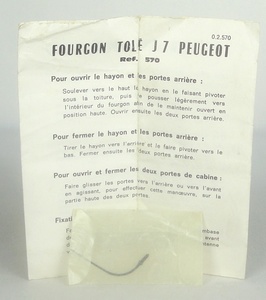 0.2.570
FOURGON TOLÉ J7 PEUGEOT
Ref. 570
Pour ouvrir le hayon et les portes arrière :
Soulever vers le haut la hayon en le faisant pivoter
sous la toiture, puis le pousser légèrement vers
l'intérieur du fourgon afin de le maintenir ouvert en
position haute. Ouvrir ensuite les deux portes arrière.
Pour fermer le hayon et les portes arrière :
Tirer le hayon vers l'arrière et le faire pivoter vers le
bas. Fermer ensuite les deux portes arrière.
Pour ouvrir et fermer les deux portes de cabine :
Faire glisser les portes vers l'arrière ou vers l'avant
en agissant, pour effectuer cette manœuvre, sur la
partie haute des deux portes.
Fixati